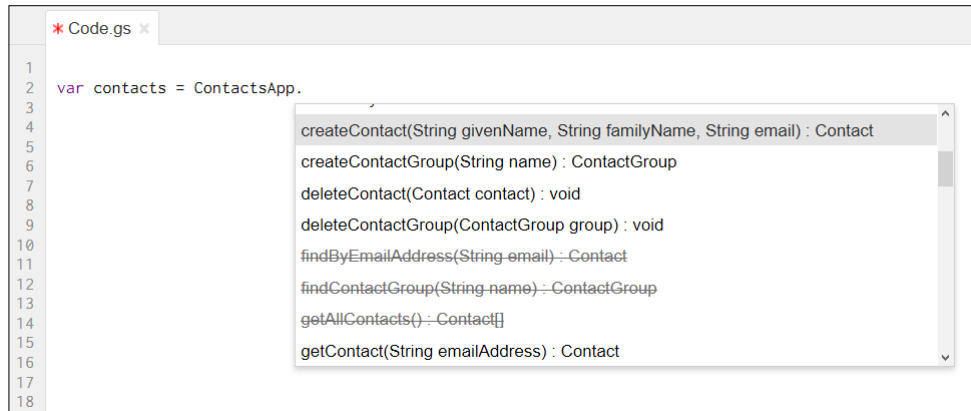 * Code.gs ×
1
2 var contacts = ContactsApp.
3
4 createContact(String givenName, String familyName, String email) : Contact
5
6 createContactGroup(String name) : ContactGroup
7
8 deleteContact(Contact contact) : void
9 deleteContactGroup(ContactGroup group) : void
10
11 findByEmailAddress(String email) : Contact
12 findContactGroup(String name) : ContactGroup
13
14 getAllContacts() : Contact[]
15
16 getContact(String emailAddress) : Contact
17
18